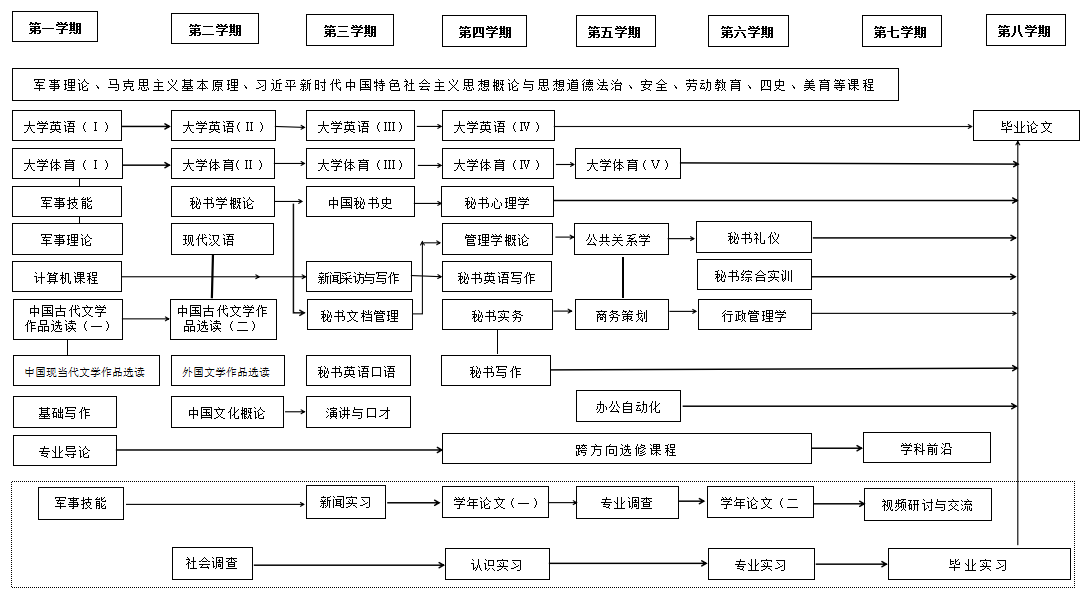 第一学期 第二学期 第三学期 第四学期 第五学期 第六学期 第七学期 第八学期
军事理论、马克思主义基本原理、习近平新时代中国特色社会主义思想概论与思想道德法治、安全、劳动教育、四史、美育等课程
大学英语（Ⅰ） 大学英语(Ⅱ) 大学英语(Ⅲ) 大学英语(Ⅳ) 毕业论文
大学体育（Ⅰ） 大学体育(Ⅱ) 大学体育(Ⅲ) 大学体育(Ⅳ) 大学体育(Ⅴ)
军事技能 秘书学概论 中国秘书史 秘书心理学
军事理论 现代汉语 管理学概论 公共关系学 秘书礼仪
计算机课程 新闻采访与写作 秘书英语写作 秘书综合实训
中国古代文学
作品选读（一）
中国古代文学作
品选读（二）
秘书文档管理 秘书实务 商务策划 行政管理学
中国现当代文学作品选读 外国文学作品选读 秘书英语口语 秘书写作
基础写作 中国文化概论 演讲与口才 办公自动化
专业导论 跨方向选修课程 学科前沿
军事技能 新闻实习 学年论文(一) 专业调查 学年论文（二 视频研讨与交流
社会调查 认识实习 专业实习 毕业实习